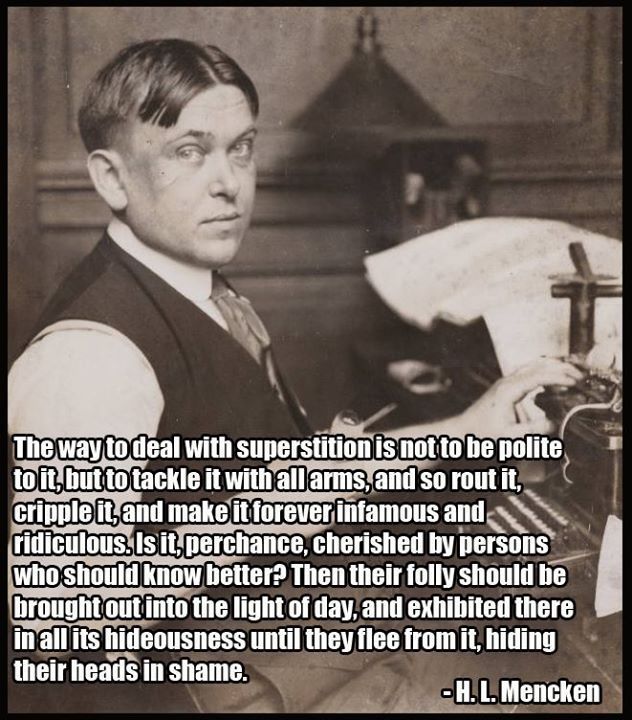 The way to deal with superstition is not to be polite
to it, but to tackle it with all arms, and so rout it,
cripple it, and make it forever infamous and
ridiculous. Is it, perchance, cherished by persons
who should know better? Then their folly should be
brought out into the light of day, and exhibited there
in all its hideousness until they flee from it, hiding
their heads in shame.
- H. L. Mencken